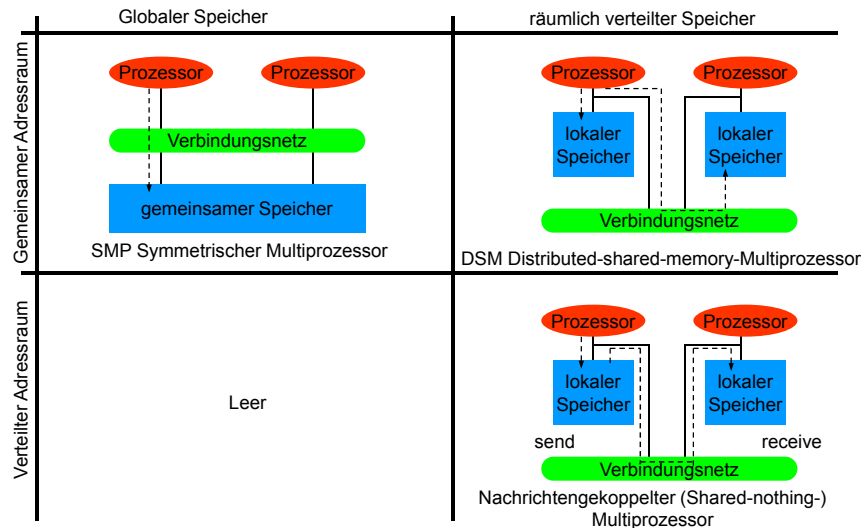 Globaler Speicher
räumlich verteilter Speicher
Gemeinsamer Adressraum
Prozessor
Prozessor
Verbindungsnetz
gemeinsamer Speicher
SMP Symmetrischer Multiprozessor
Prozessor
Prozessor
lokaler
Speicher
lokaler
Speicher
Verbindungsnetz
DSM Distributed-shared-memory-Multiprozessor
Verteilter Adressraum
Leer
Prozessor
Prozessor
lokaler
Speicher
lokaler
Speicher
send
receive
Verbindungsnetz
Nachrichtengekoppelter (Shared-nothing-)
Multiprozessor